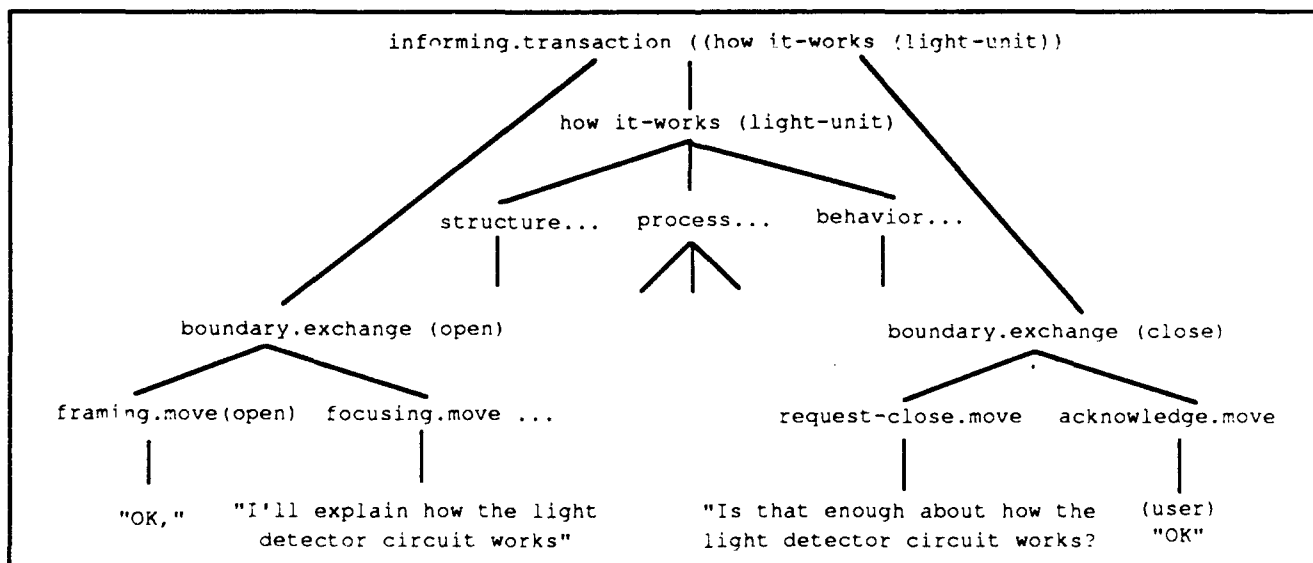 informing.transaction ((how it-works (light-unit))
how it-works (light-unit)
structure... process... behavior...
boundary.exchange (open) boundary.exchange (close)
framing.move(open) focusing.move ... request-close.move acknowledge.move
"OK," "I'll explain how the light "Is that enough about how the (user)
detector circuit works" light detector circuit works? "OK"